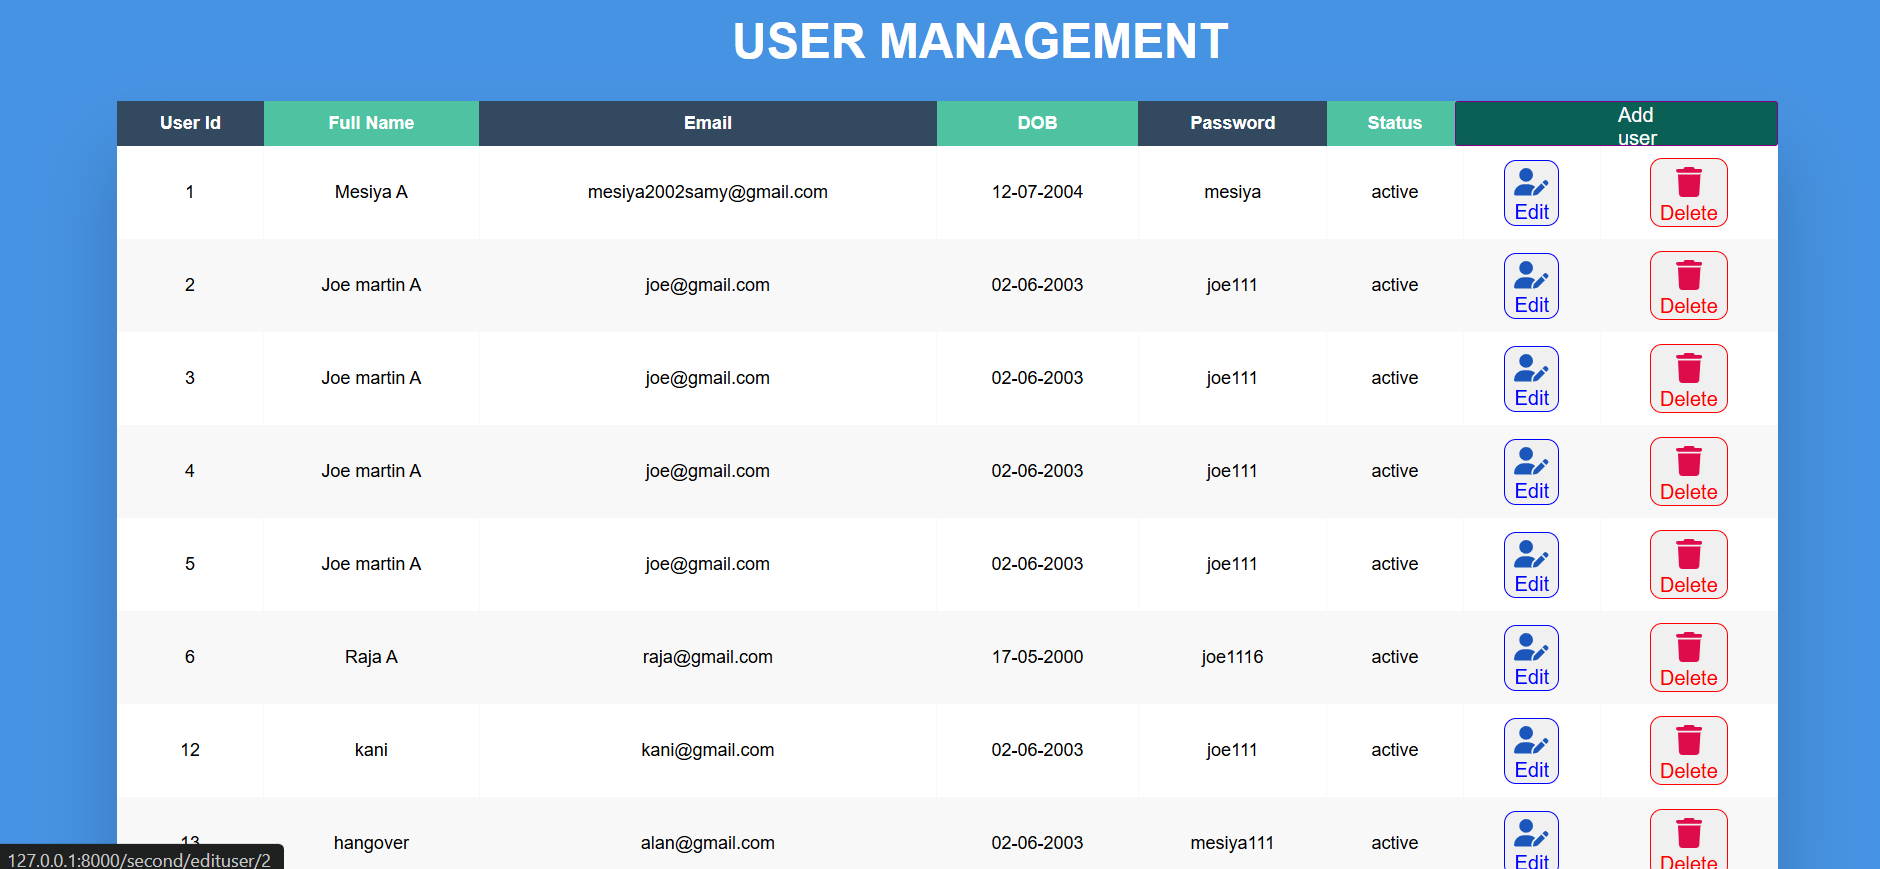 USER MANAGEMENT
User Id Full Name Email DOB Password Status Add
user
1 Mesiya A mesiya2002samy@gmail.com 12-07-2004 mesiya active Edit Delete
2 Joe martin A joe@gmail.com 02-06-2003 joe111 active Edit Delete
3 Joe martin A joe@gmail.com 02-06-2003 joe111 active Edit Delete
4 Joe martin A joe@gmail.com 02-06-2003 joe111 active Edit Delete
5 Joe martin A joe@gmail.com 02-06-2003 joe111 active Edit Delete
6 Raja A raja@gmail.com 17-05-2000 joe1116 active Edit Delete
12 kani kani@gmail.com 02-06-2003 joe111 active Edit Delete
13 hangover alan@gmail.com 02-06-2003 mesiya111 active Edit Delete
127.0.0.1:8000/second/edituser/2